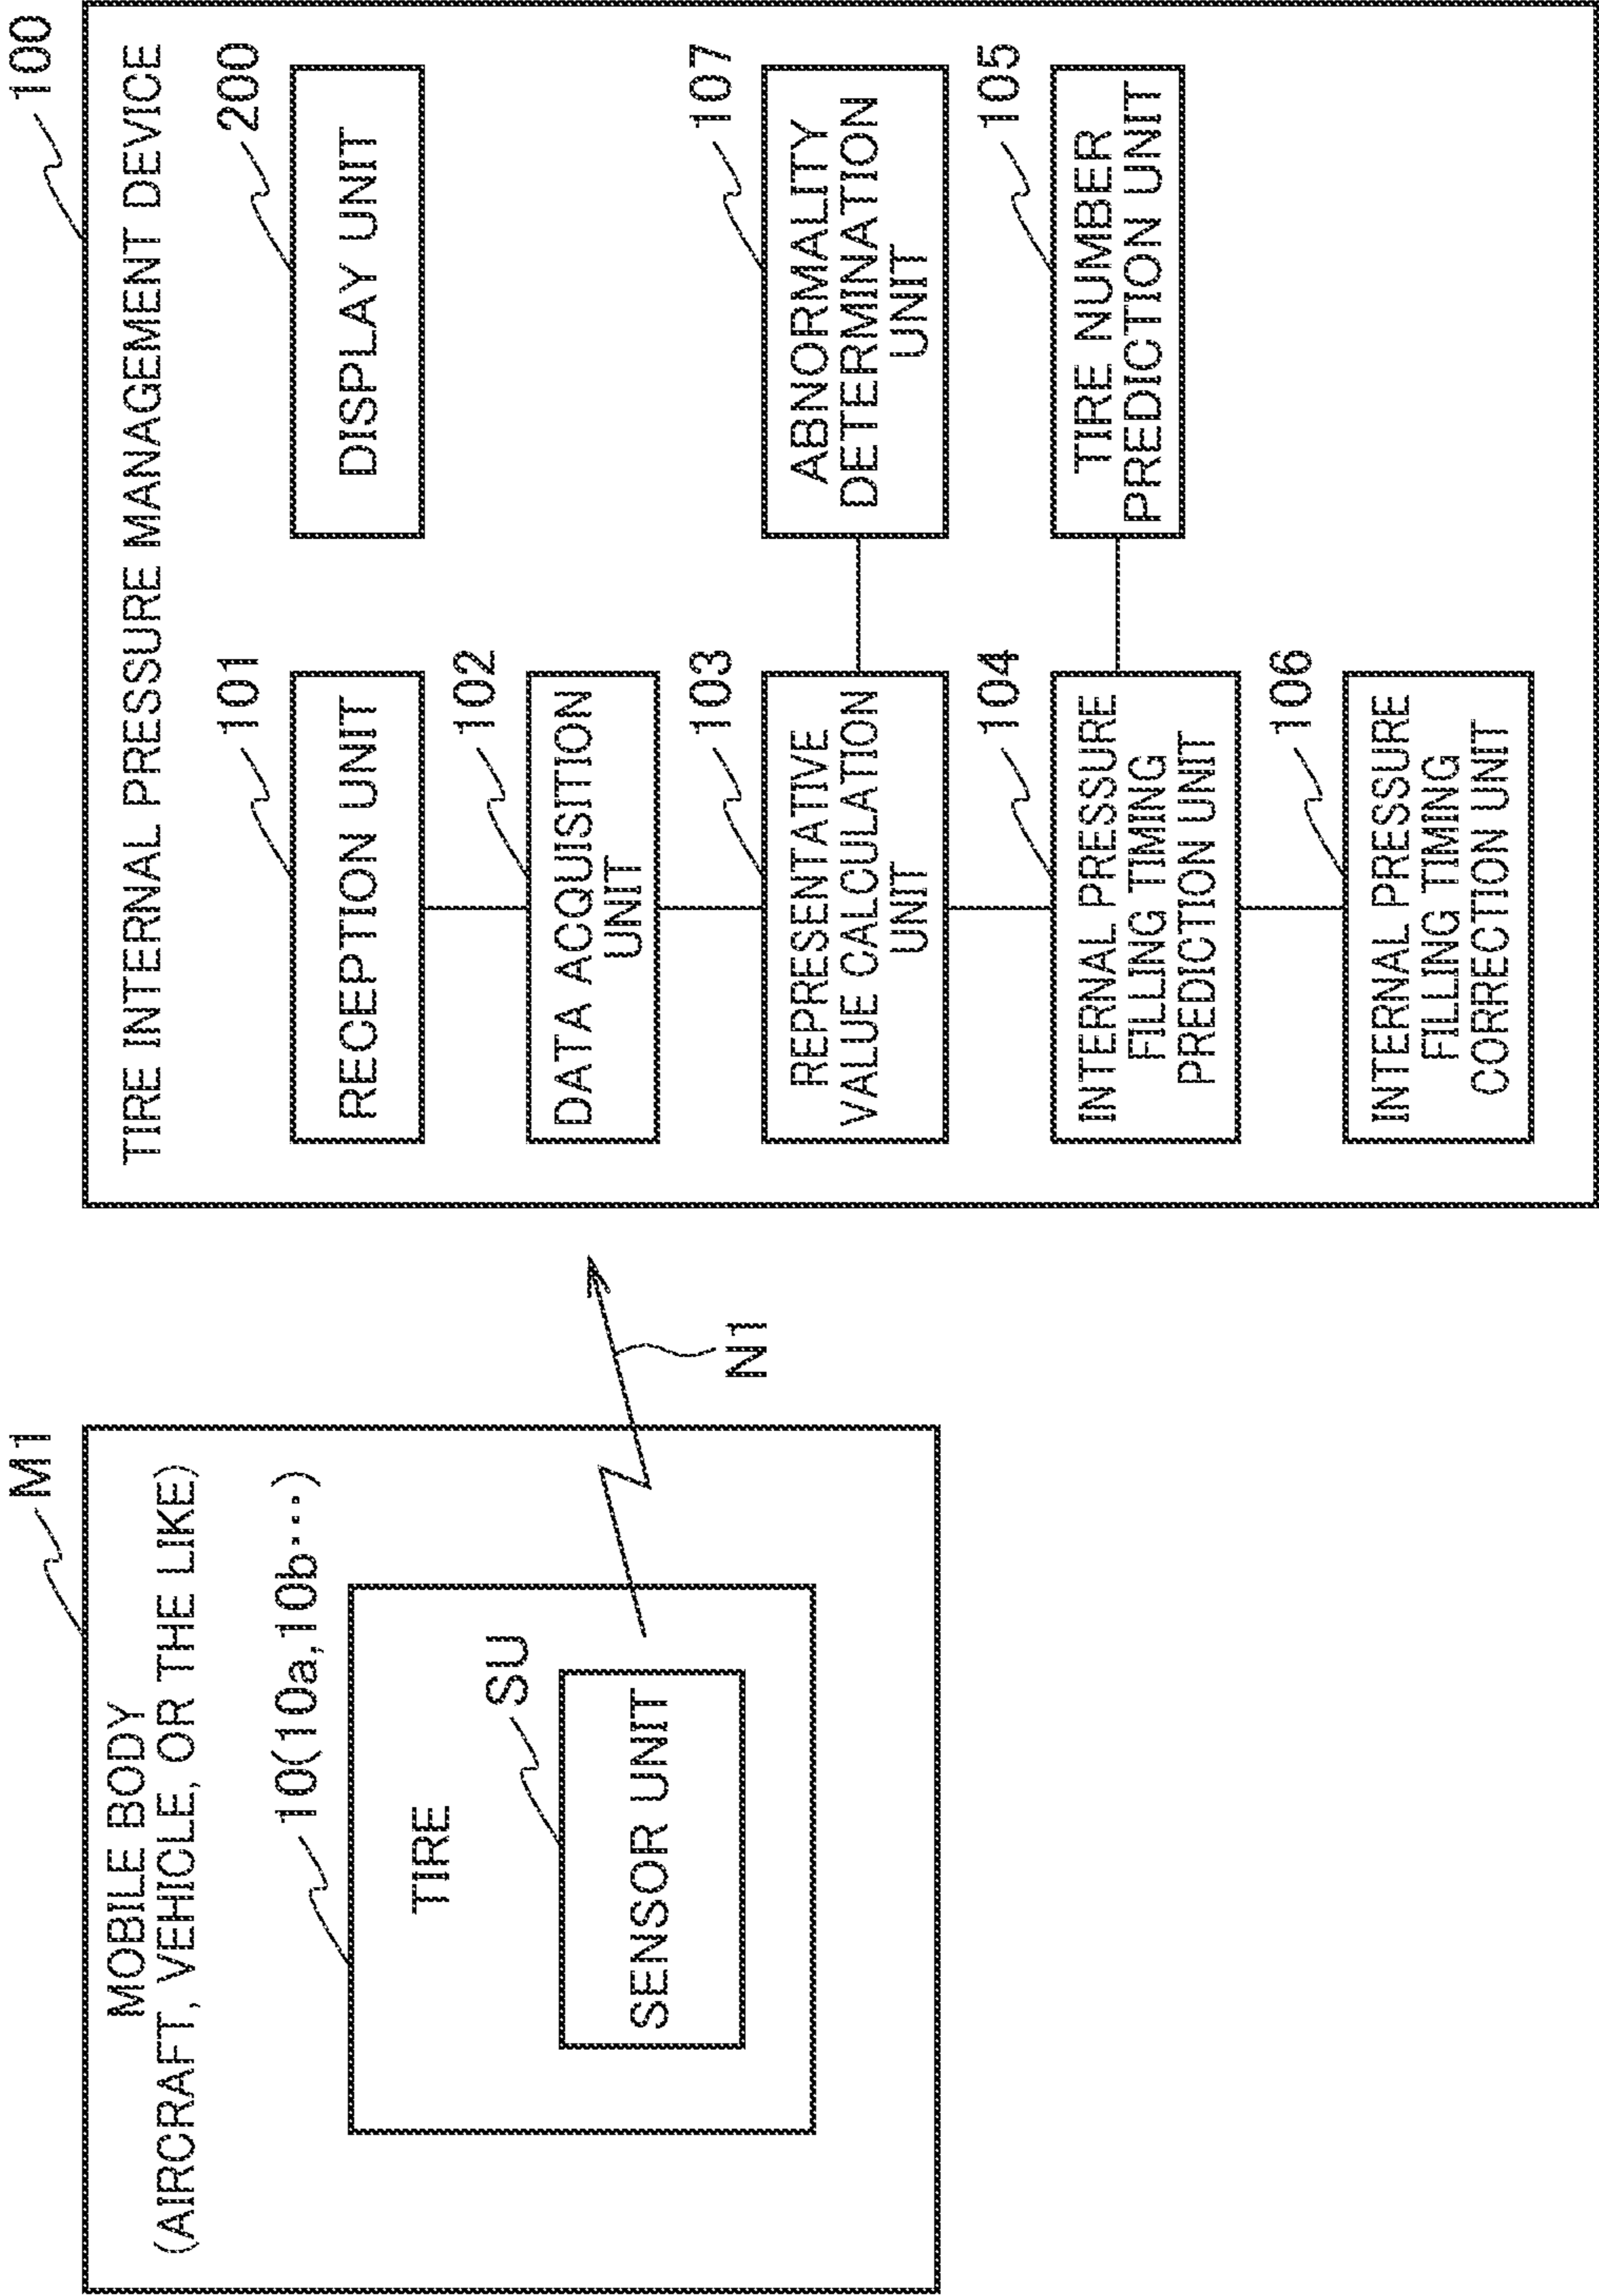 M1
MOBILE BODY
(AIRCRAFT, VEHICLE, OR THE LIKE)
10(10a,10b···)
TIRE
SU
SENSOR UNIT
N1
100
TIRE INTERNAL PRESSURE MANAGEMENT DEVICE
101
RECEPTION UNIT
200
DISPLAY UNIT
102
DATA ACQUISITION
UNIT
103
REPRESENTATIVE
VALUE CALCULATION
UNIT
107
ABNORMALITY
DETERMINATION
UNIT
104
INTERNAL PRESSURE
FILLING TIMING
PREDICTION UNIT
105
TIRE NUMBER
PREDICTION UNIT
106
INTERNAL PRESSURE
FILLING TIMING
CORRECTION UNIT